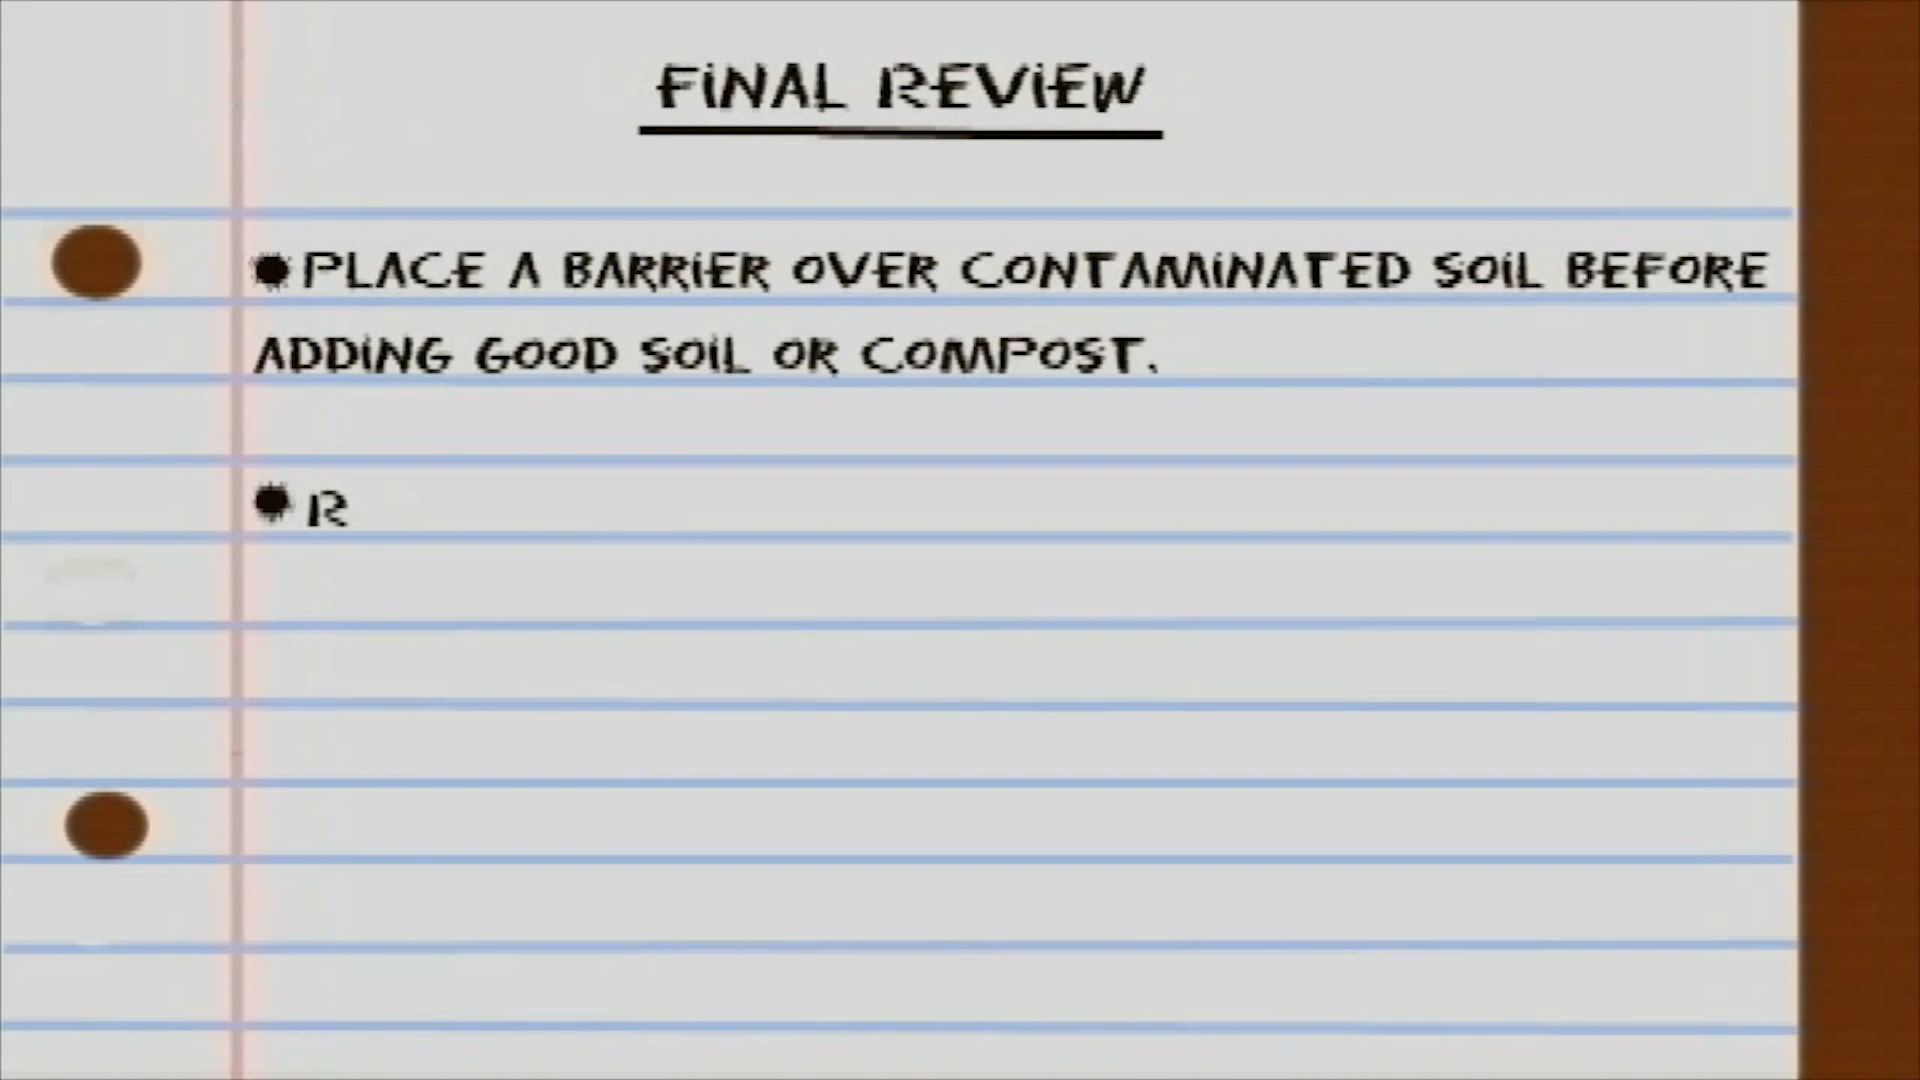 FINAL REVIEW
● PLACE A BARRIER OVER CONTAMINATED SOIL BEFORE
ADDING GOOD SOIL OR COMPOST.
● R